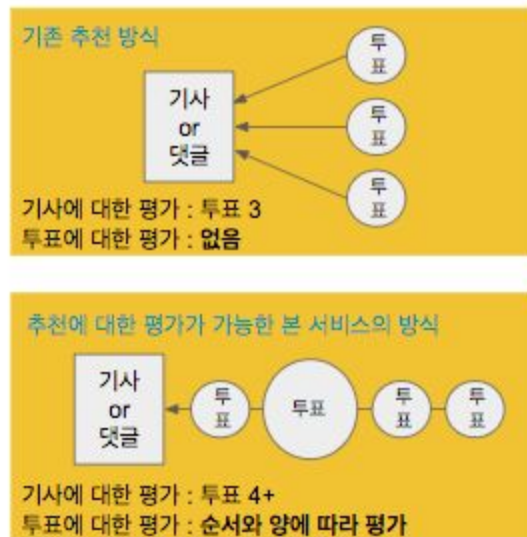 기존 추천 방식
투
표
기사
or
댓글
투
표
투
표
기사에 대한 평가 : 투표 3
투표에 대한 평가 : 없음
추천에 대한 평가가 가능한 본 서비스의 방식
기사
or
댓글
투
표
투표
투
표
투
표
기사에 대한 평가 : 투표 4+
투표에 대한 평가 : 순서와 양에 따라 평가